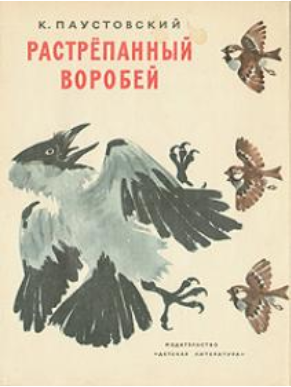 К. ПАУСТОВСКИЙ
РАСТРЁПАННЫЙ
ВОРОБЕЙ
ИЗДАТЕЛЬСТВО
«ДЕТСКАЯ ЛИТЕРАТУРА»